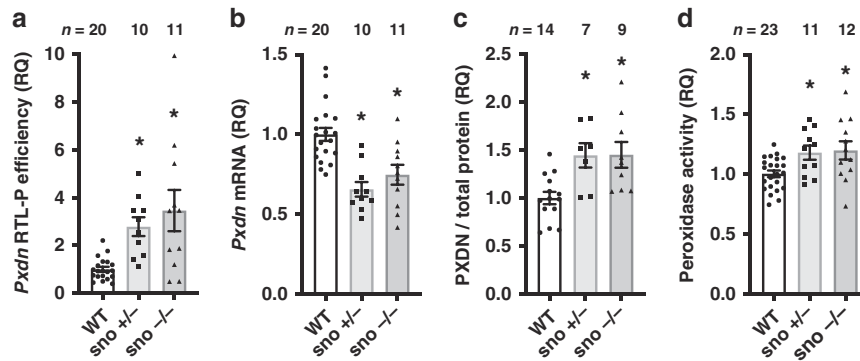 a
n = 20 10 11
Pxdn RTL-P efficiency (RQ)
10
8
6
4
2
0
* *
WT sno +/– sno –/–
b
n = 20 10 11
Pxdn mRNA (RQ)
1.5
1.0
0.5
0.0
* *
WT sno +/– sno –/–
c
n = 14 7 9
PXDN / total protein (RQ)
2.5
2.0
1.5
1.0
0.5
0.0
* *
WT sno +/– sno –/–
d
n = 23 11 12
Peroxidase activity (RQ)
2.0
1.5
1.0
0.5
0.0
* *
WT sno +/– sno –/–